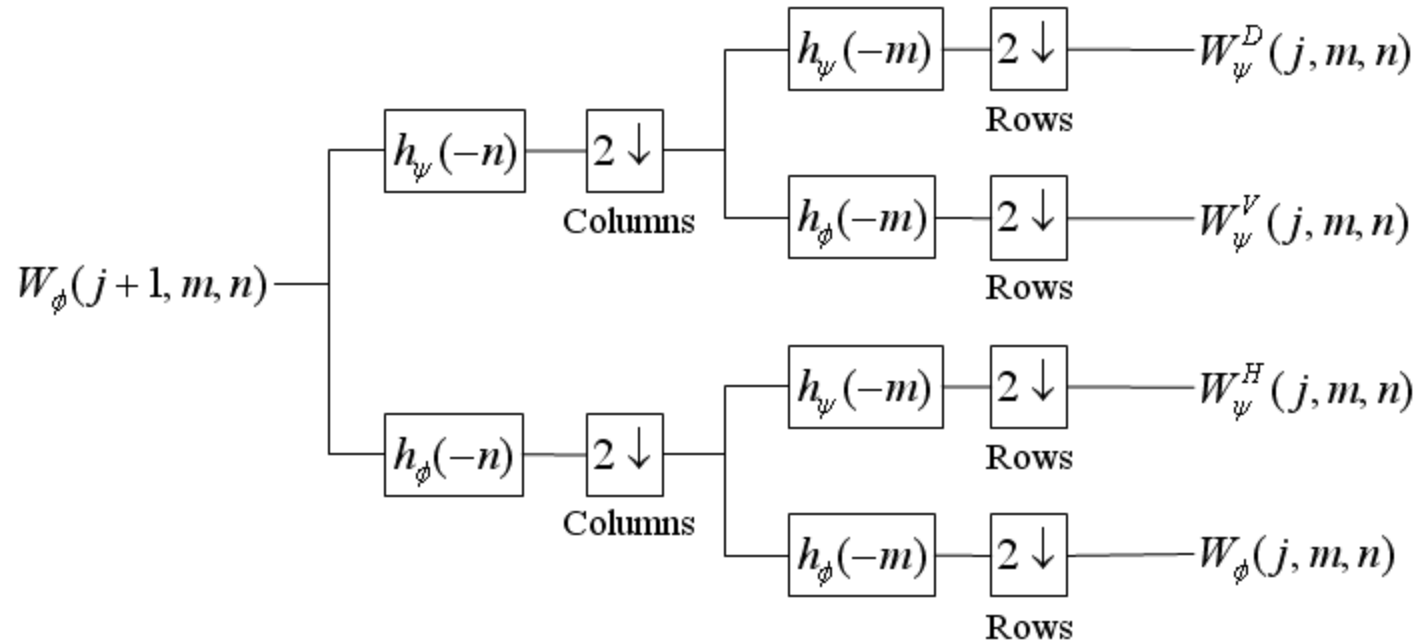 h_ψ(−m) 2↓ W_ψ^D(j, m, n)
Rows
h_ψ(−n) 2↓
Columns
h_ϕ(−m) 2↓ W_ψ^V(j, m, n)
Rows
W_ϕ(j+1, m, n)
h_ψ(−m) 2↓ W_ψ^H(j, m, n)
Rows
h_ϕ(−n) 2↓
Columns
h_ϕ(−m) 2↓ W_ϕ(j, m, n)
Rows